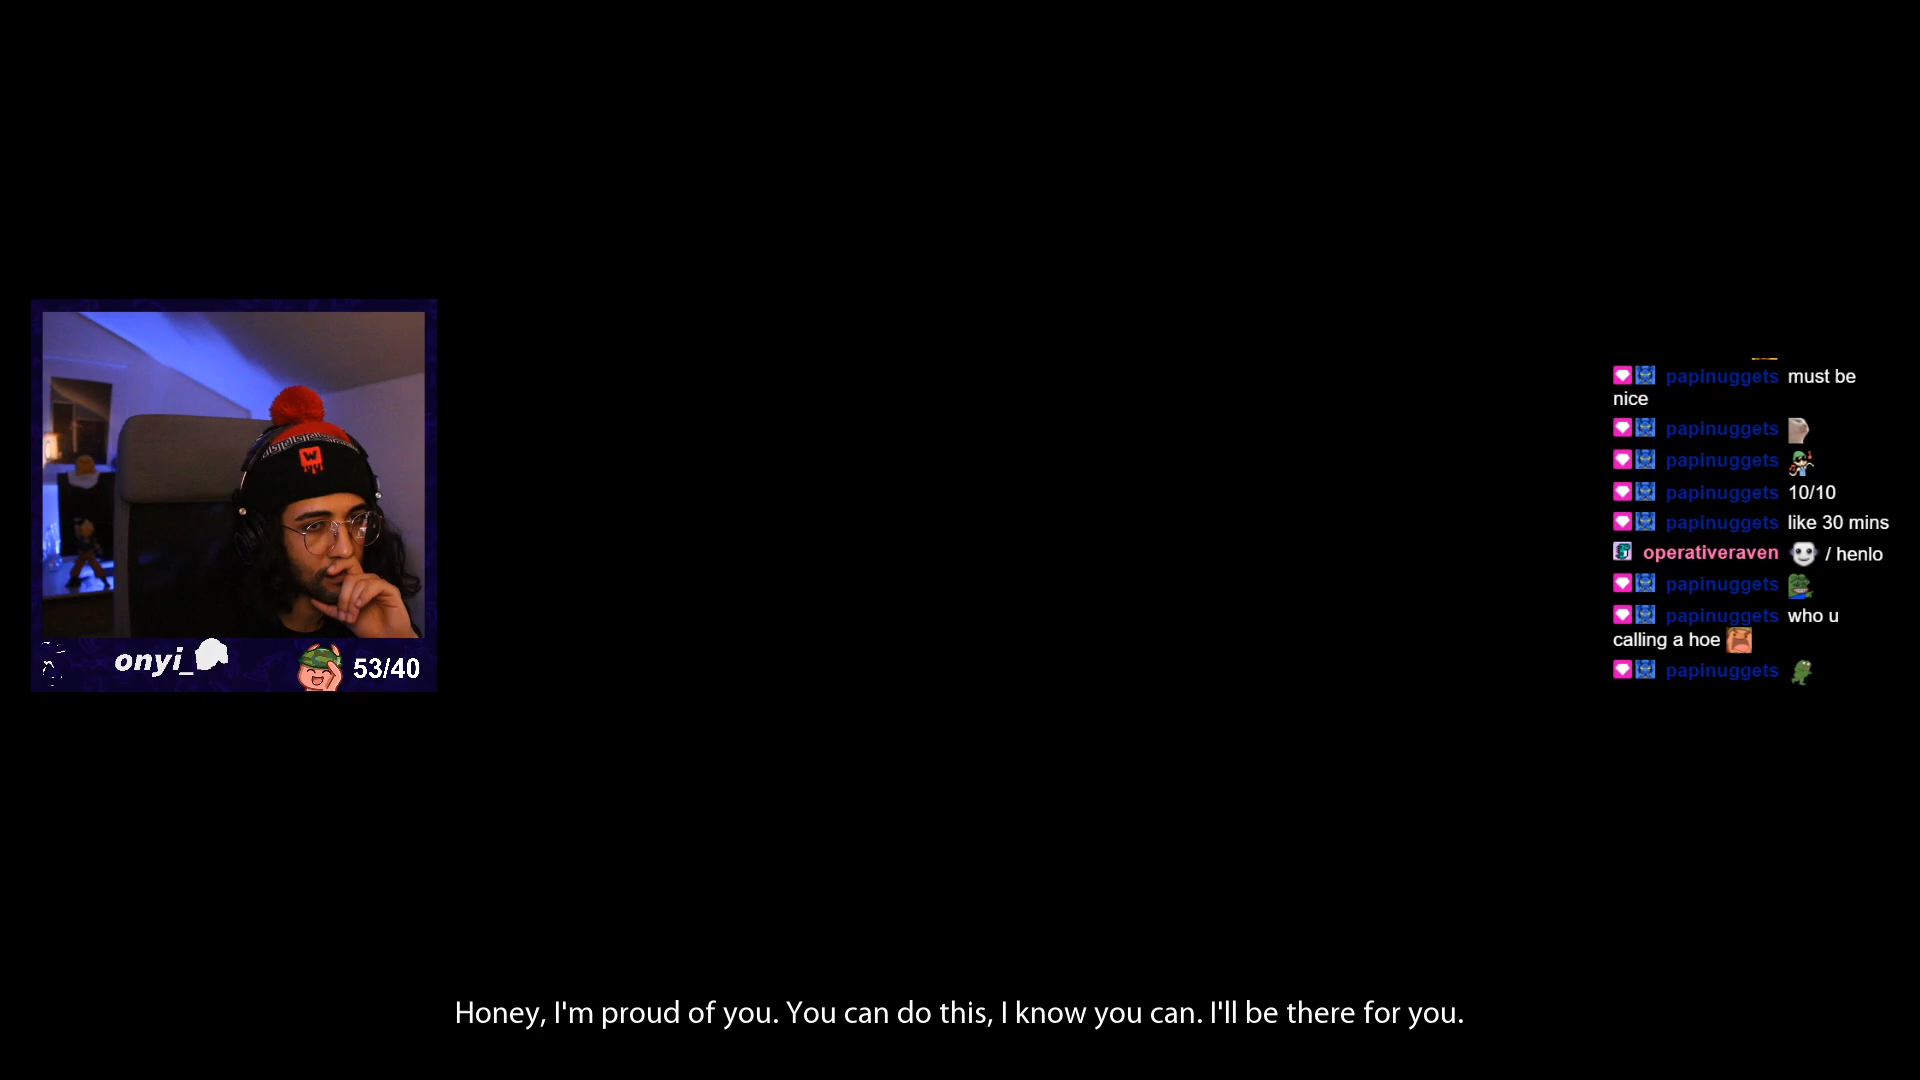 W
onyi_
53/40
papinuggets must be
nice
papinuggets
papinuggets
papinuggets 10/10
papinuggets like 30 mins
operativeraven / henlo
papinuggets
papinuggets who u
calling a hoe
papinuggets
Honey, I'm proud of you. You can do this, I know you can. I'll be there for you.